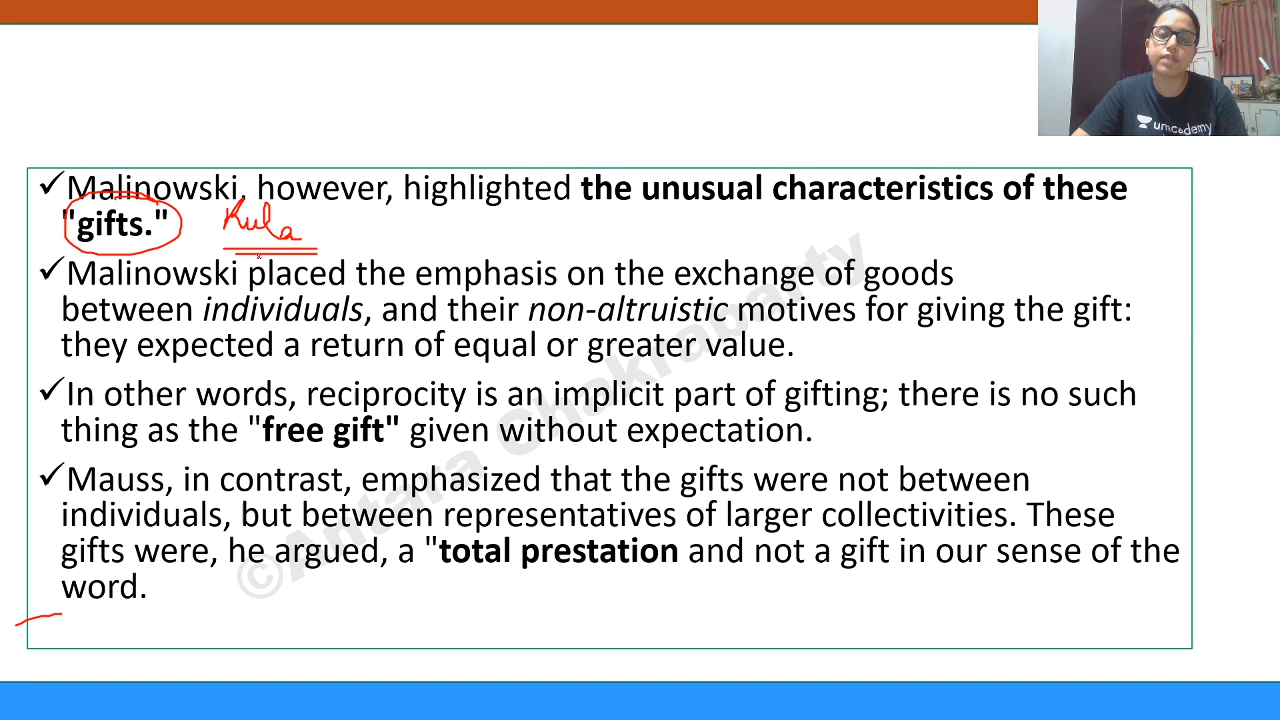 unacademy
✓Malinowski, however, highlighted the unusual characteristics of these
"gifts."
Kula
✓Malinowski placed the emphasis on the exchange of goods
between individuals, and their non-altruistic motives for giving the gift:
they expected a return of equal or greater value.
✓In other words, reciprocity is an implicit part of gifting; there is no such
thing as the "free gift" given without expectation.
✓Mauss, in contrast, emphasized that the gifts were not between
individuals, but between representatives of larger collectivities. These
gifts were, he argued, a "total prestation and not a gift in our sense of the
word.
©Antara Chakrabarty